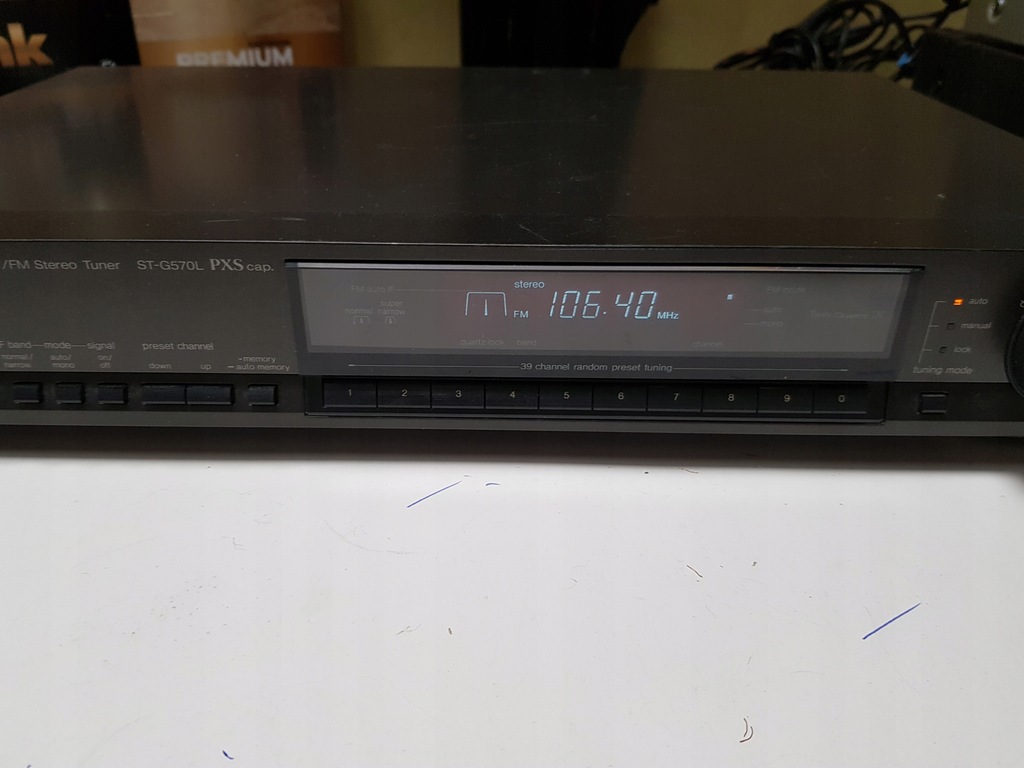 nk
PREMIUM
/FM Stereo Tuner ST-G570L PXS cap.
stereo
FM auto IF
super
normal narrow
FM 106.40 MHz
auto
mono
quartz-lock band
channel
auto
manual
lock
tuning mode
F band mode signal preset channel
normal/ auto/ on/
narrow mono off down up
-memory
-auto memory
39 channel random preset tuning
1 2 3 4 5 6 7 8 9 0